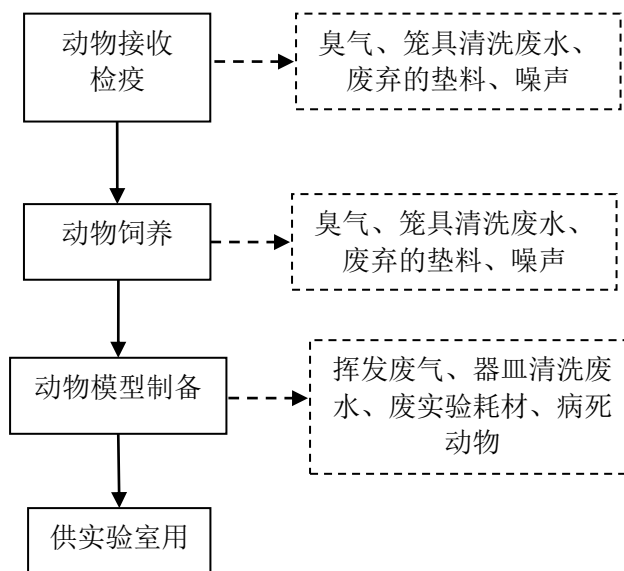 动物接收
检疫
臭气、笼具清洗废水、
废弃的垫料、噪声
动物饲养
臭气、笼具清洗废水、
废弃的垫料、噪声
动物模型制备
挥发废气、器皿清洗废
水、废实验耗材、病死
动物
供实验室用